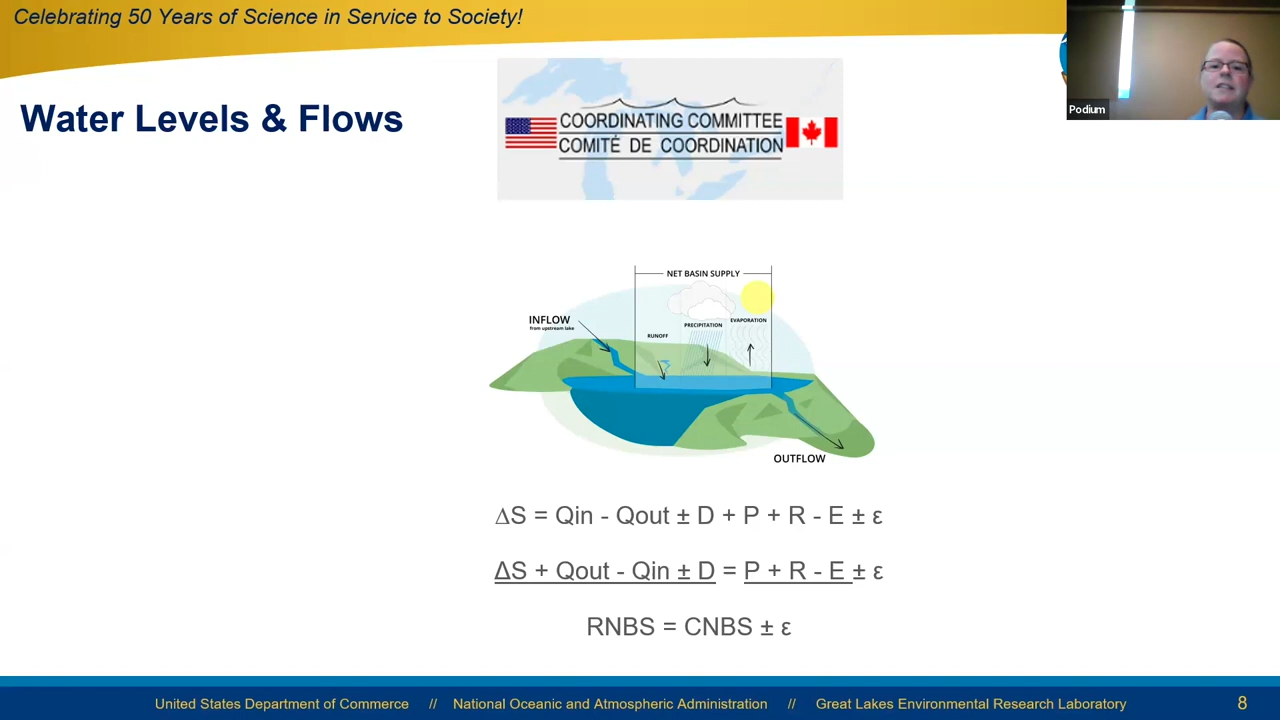 Celebrating 50 Years of Science in Service to Society!
Podium
Water Levels & Flows
COORDINATING COMMITTEE
COMITÉ DE COORDINATION
NET BASIN SUPPLY
INFLOW
from upstream lake
RUNOFF
PRECIPITATION
EVAPORATION
OUTFLOW
∆S = Qin - Qout ± D + P + R - E ± ε
ΔS + Qout - Qin ± D = P + R - E ± ε
RNBS = CNBS ± ε
United States Department of Commerce // National Oceanic and Atmospheric Administration // Great Lakes Environmental Research Laboratory
8